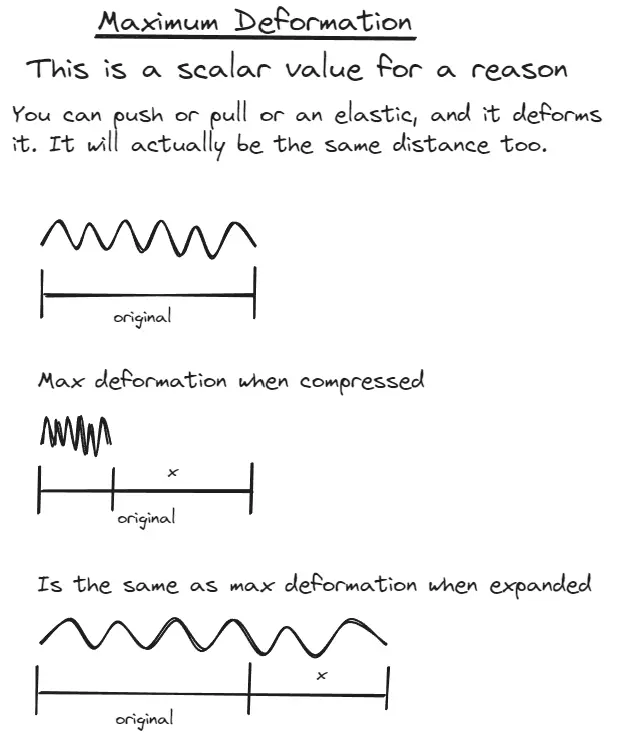 Maximum Deformation
This is a scalar value for a reason
You can push or pull or an elastic, and it deforms
it. It will actually be the same distance too.
original
Max deformation when compressed
x
original
Is the same as max deformation when expanded
x
original